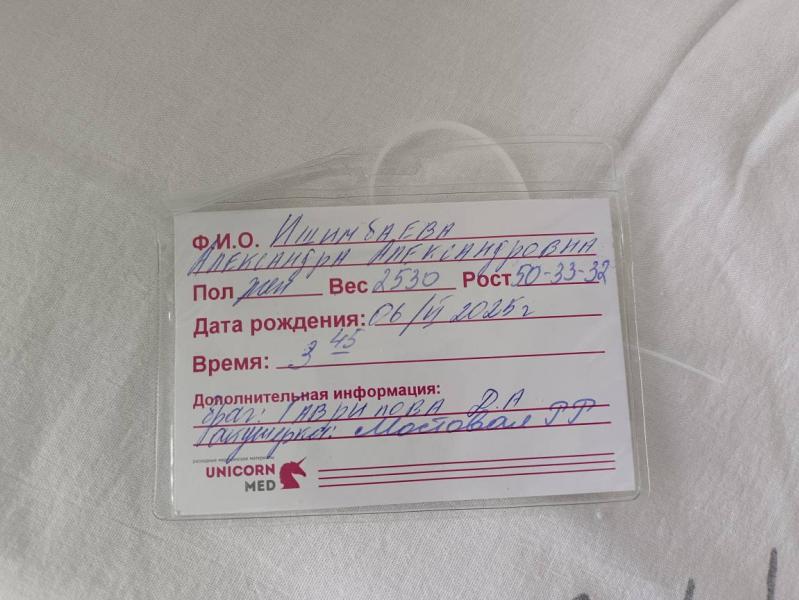 Ф.И.О. Ишимбаева
Александра Александровна
Пол жен Вес 2530 Рост 50-33-32
Дата рождения: 06/VI 2025г
Время: 3 45
Дополнительная информация:
Врач: Гаврилова Д.А
Акушерка: Мостовая Г.Г
UNICORN
MED